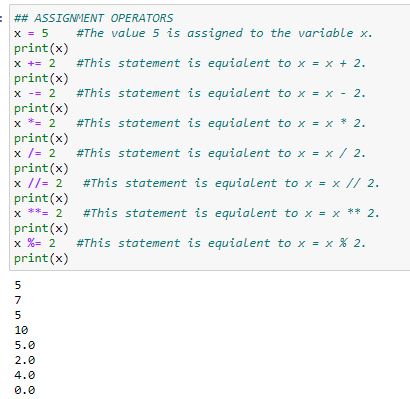 ## ASSIGNMENT OPERATORS
x = 5    #The value 5 is assigned to the variable x.
print(x)
x += 2   #This statement is equialent to x = x + 2.
print(x)
x -= 2   #This statement is equialent to x = x - 2.
print(x)
x *= 2   #This statement is equialent to x = x * 2.
print(x)
x /= 2   #This statement is equialent to x = x / 2.
print(x)
x //= 2   #This statement is equialent to x = x // 2.
print(x)
x **= 2   #This statement is equialent to x = x ** 2.
print(x)
x %= 2   #This statement is equialent to x = x % 2.
print(x)
5
7
5
10
5.0
2.0
4.0
0.0